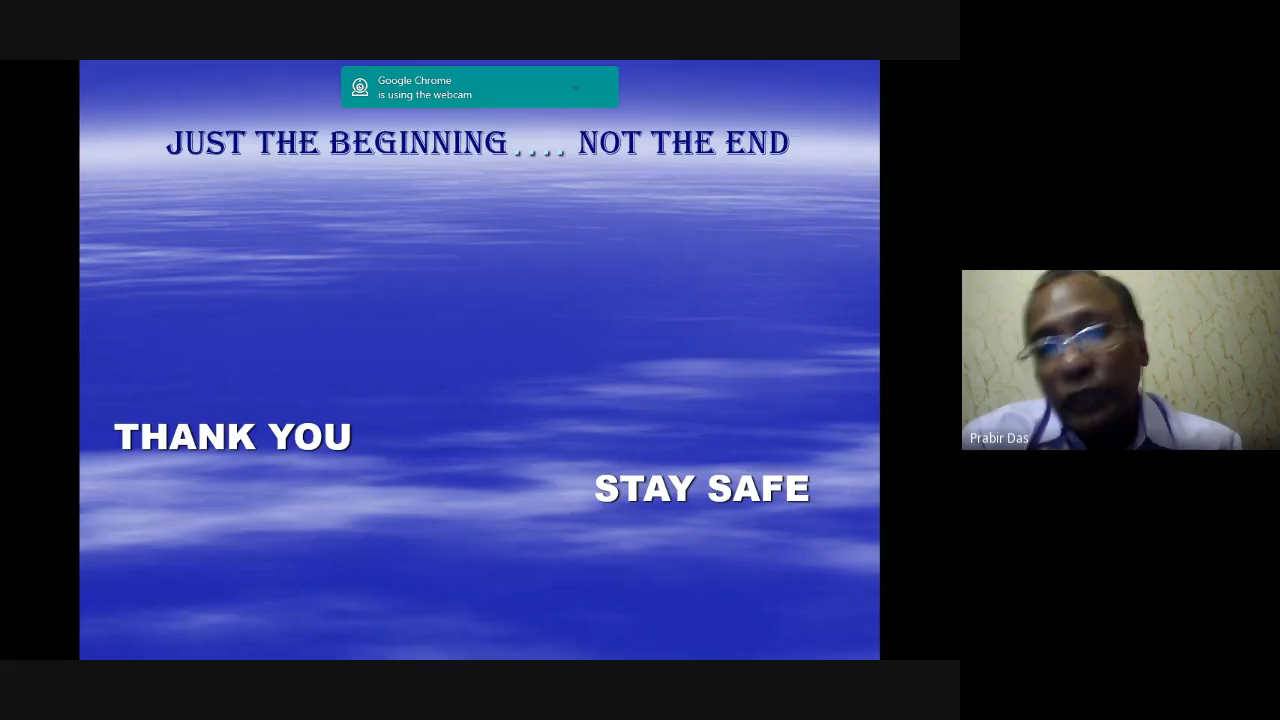 Google Chrome
is using the webcam
JUST THE BEGINNING.... NOT THE END
THANK YOU
STAY SAFE
Prabir Das